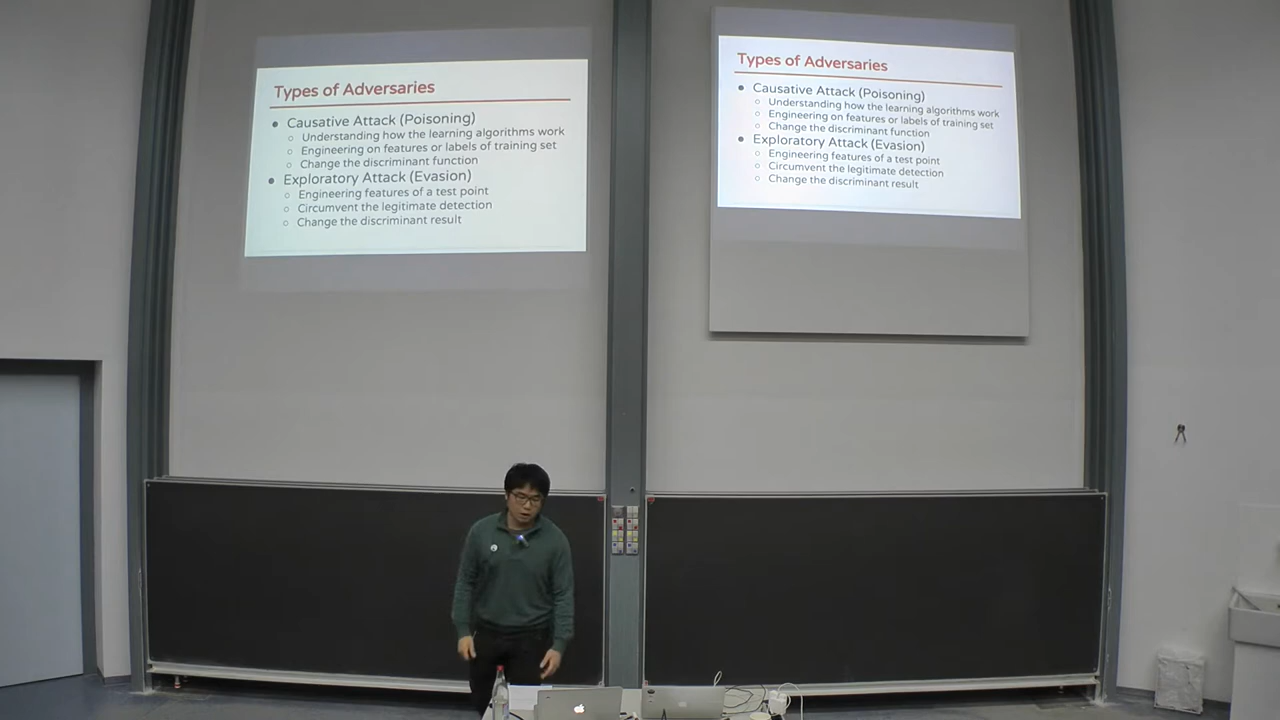 Types of Adversaries
● Causative Attack (Poisoning)
○ Understanding how the learning algorithms work
○ Engineering on features or labels of training set
○ Change the discriminant function
● Exploratory Attack (Evasion)
○ Engineering features of a test point
○ Circumvent the legitimate detection
○ Change the discriminant result
Types of Adversaries
● Causative Attack (Poisoning)
○ Understanding how the learning algorithms work
○ Engineering on features or labels of training set
○ Change the discriminant function
● Exploratory Attack (Evasion)
○ Engineering features of a test point
○ Circumvent the legitimate detection
○ Change the discriminant result